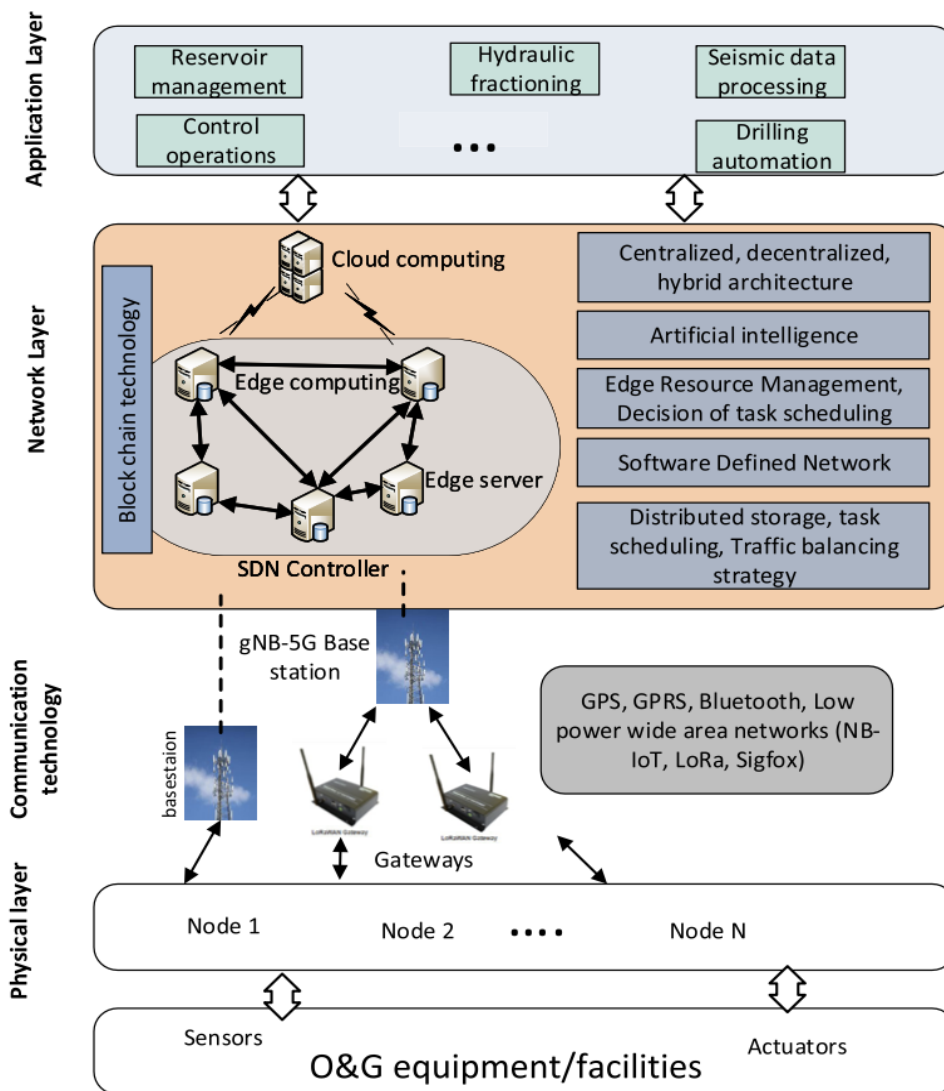 Application Layer
Reservoir
management
Hydraulic
fractioning
Seismic data
processing
Control
operations
...
Drilling
automation
Network Layer
Block chain technology
Cloud computing
Edge computing
Edge server
SDN Controller
Centralized, decentralized,
hybrid architecture
Artificial intelligence
Edge Resource Management,
Decision of task scheduling
Software Defined Network
Distributed storage, task
scheduling, Traffic balancing
strategy
Communication
technology
gNB-5G Base
station
basestaion
LoRaWAN Gateway
LoRaWAN Gateway
Gateways
GPS, GPRS, Bluetooth, Low
power wide area networks (NB-
IoT, LoRa, Sigfox)
Physical layer
Node 1
Node 2
....
Node N
Sensors
Actuators
O&G equipment/facilities